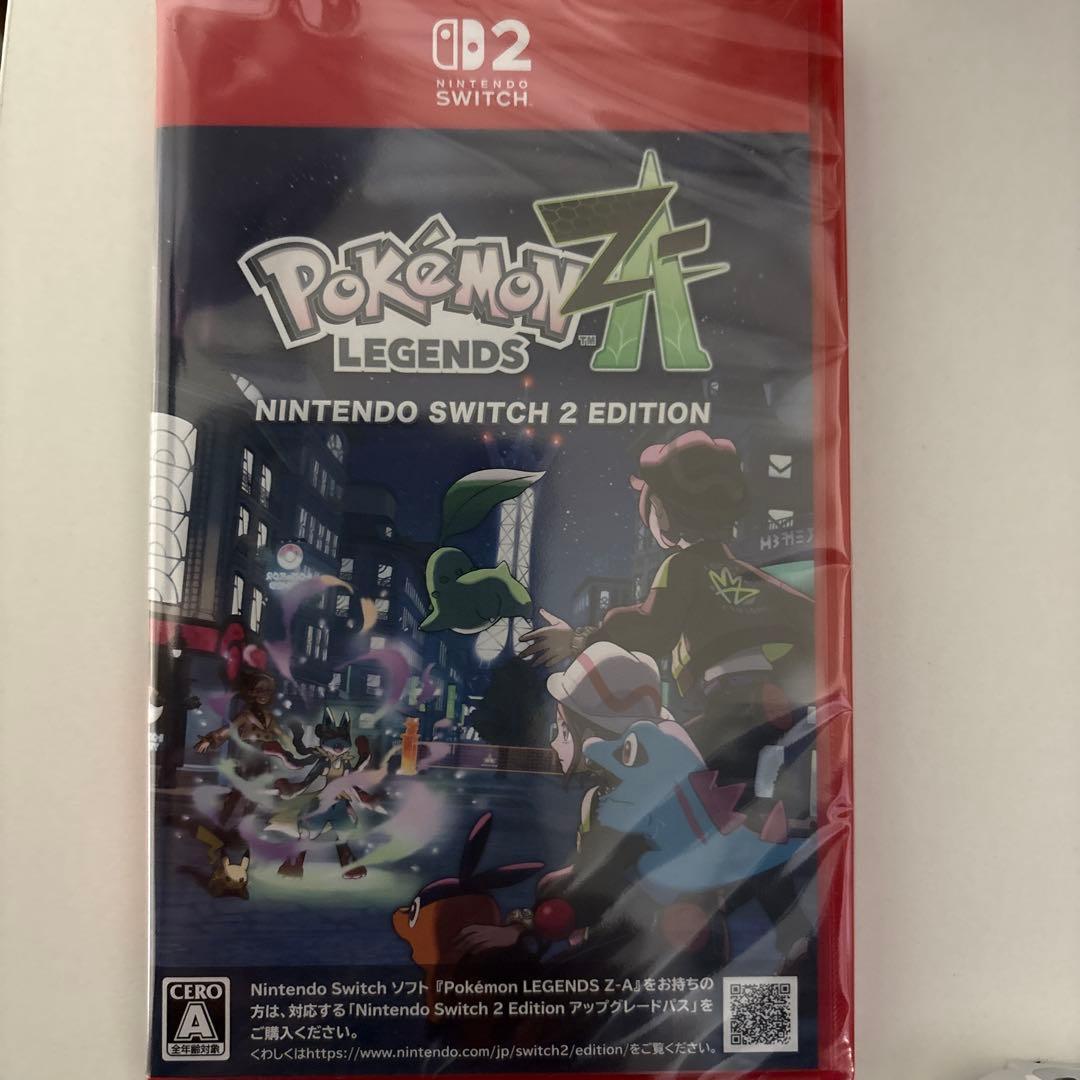 2
NINTENDO
SWITCH™
POKéMON
LEGENDS
Z-A
™
NINTENDO SWITCH 2 EDITION
CERO
A
全年齢対象
Nintendo Switch ソフト『Pokémon LEGENDS Z-A』をお持ちの
方は、対応する「Nintendo Switch 2 Edition アップグレードパス」を
ご購入ください。
くわしくはhttps://www.nintendo.com/jp/switch2/edition/をご覧ください。